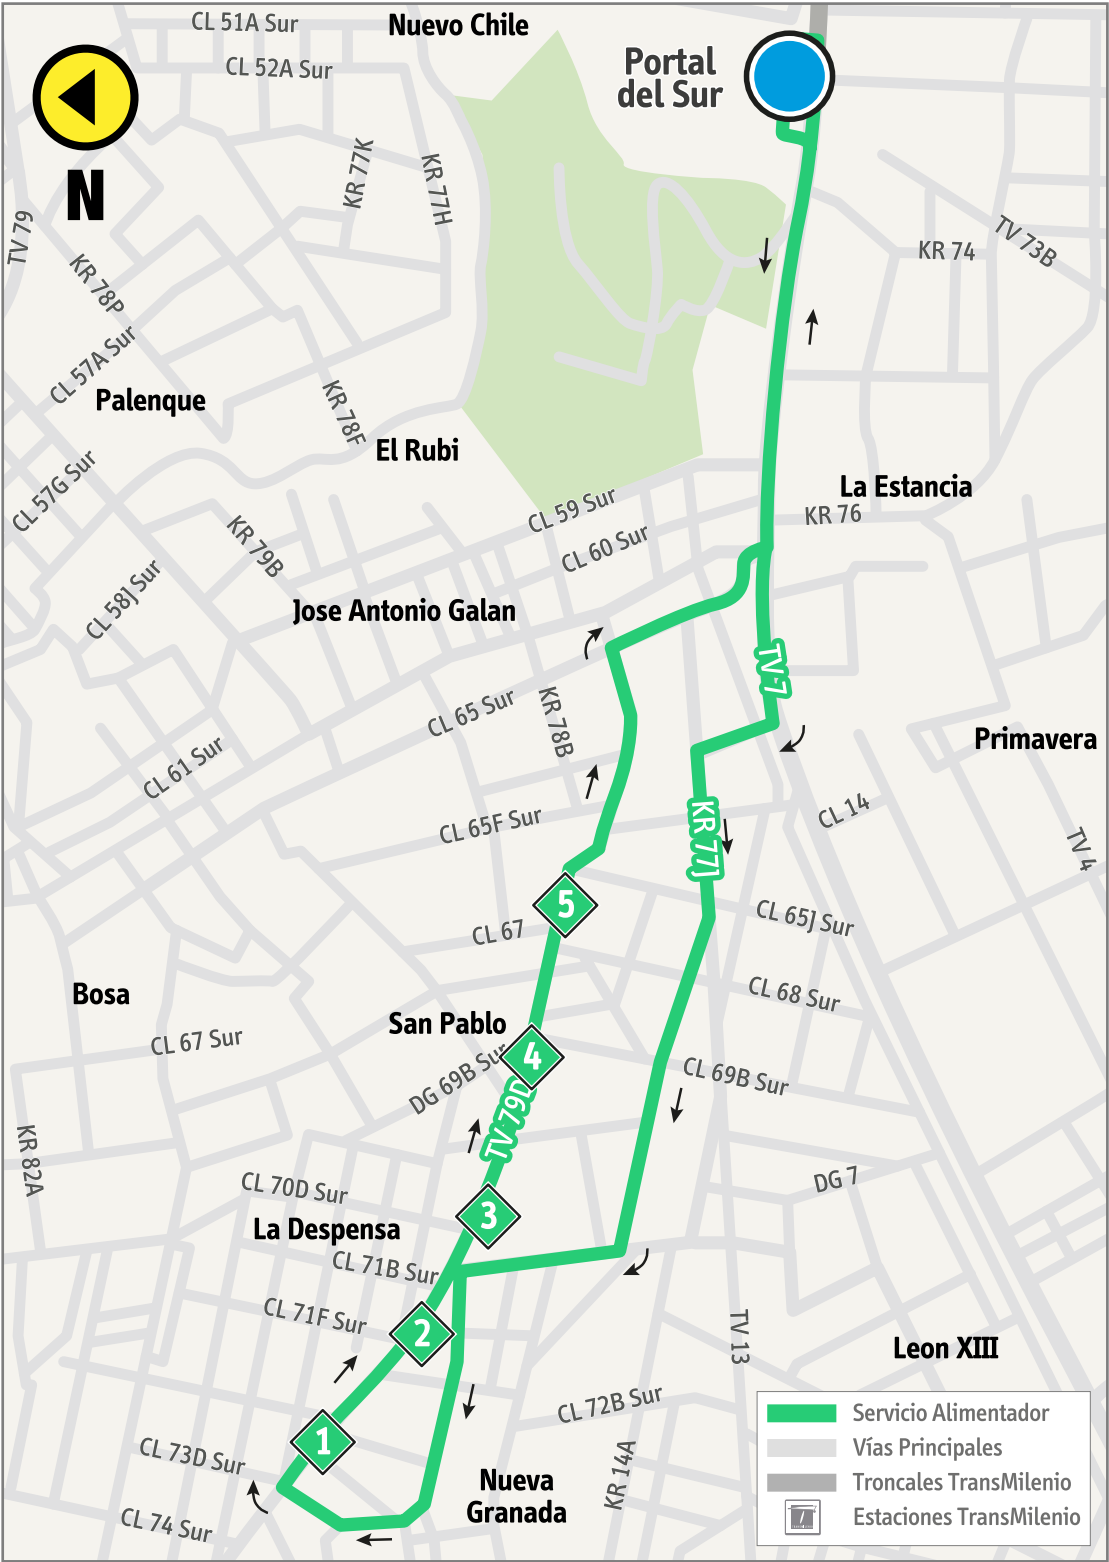 CL 51A Sur
Nuevo Chile
CL 52A Sur
Portal
del Sur
N
KR 77K
KR 77H
TV 79
KR 78P
KR 74
TV 73B
CL 57A Sur
Palenque
KR 78F
El Rubi
CL 57G Sur
La Estancia
CL 59 Sur
KR 76
KR 79B
CL 60 Sur
CL 58J Sur
Jose Antonio Galan
TV 7
CL 65 Sur
KR 78B
Primavera
CL 61 Sur
CL 65F Sur
KR 77J
CL 14
TV 4
5
CL 67
CL 65J Sur
Bosa
CL 68 Sur
San Pablo
CL 67 Sur
4
DG 69B Sur
CL 69B Sur
TV 79D
KR 82A
CL 70D Sur
DG 7
3
La Despensa
CL 71B Sur
CL 71F Sur
2
TV 13
Leon XIII
CL 72B Sur
1
CL 73D Sur
KR 14A
Nueva
Granada
CL 74 Sur
Servicio Alimentador
Vías Principales
Troncales TransMilenio
Estaciones TransMilenio